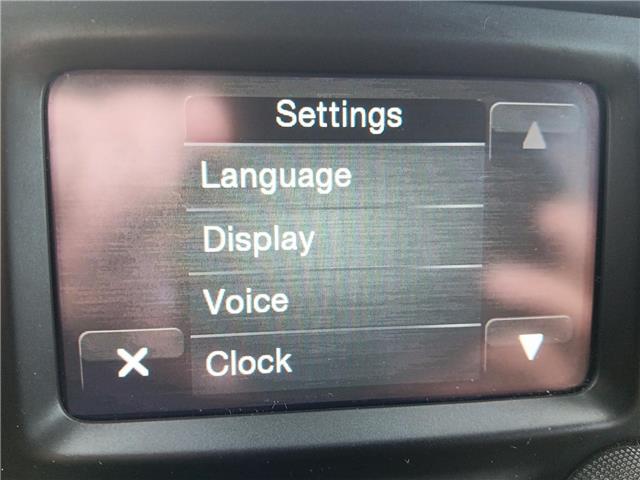 Settings
Language
Display
Voice
Clock